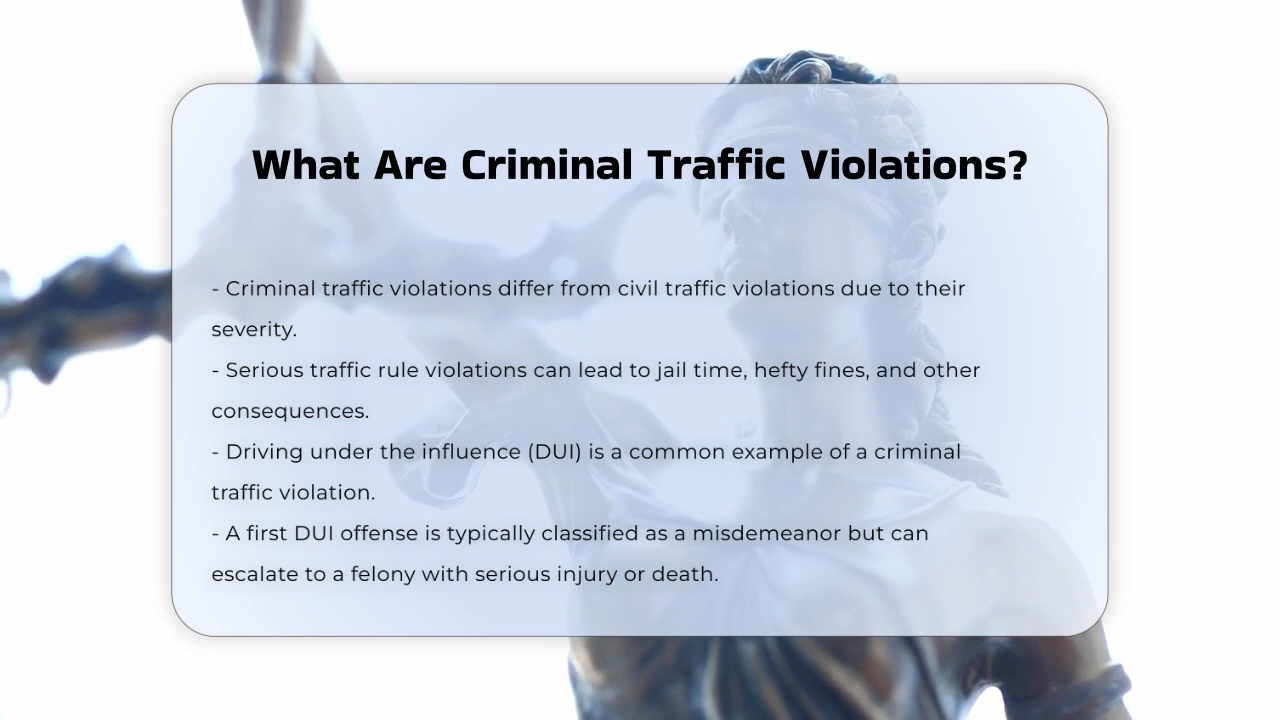 What Are Criminal Traffic Violations?
- Criminal traffic violations differ from civil traffic violations due to their
severity.
- Serious traffic rule violations can lead to jail time, hefty fines, and other
consequences.
- Driving under the influence (DUI) is a common example of a criminal
traffic violation.
- A first DUI offense is typically classified as a misdemeanor but can
escalate to a felony with serious injury or death.